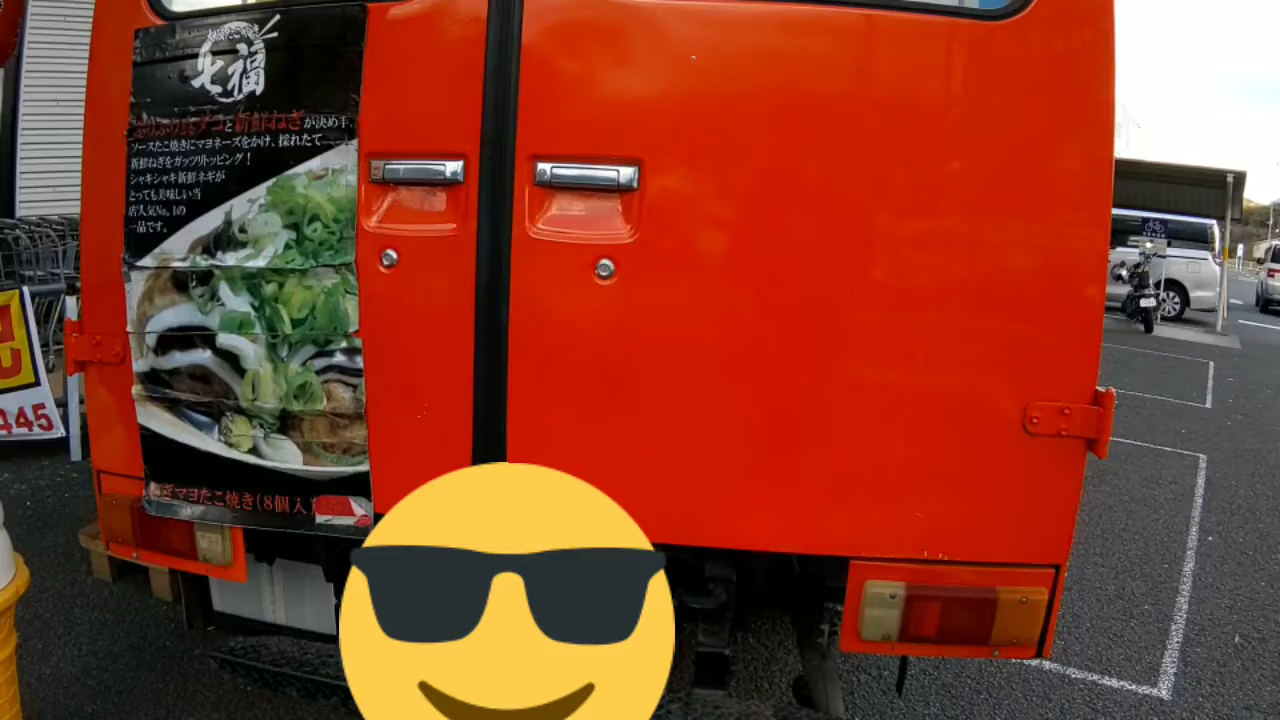 七福
ぷりぷり真ダコと新鮮ねぎが決め手、
ソースたこ焼きにマヨネーズをかけ、採れたて
新鮮ねぎをガッツリトッピング！
シャキシャキ新鮮ネギが
とっても美味しい当
店人気No,1の
一品です。
ねぎマヨたこ焼き(8個入)
445